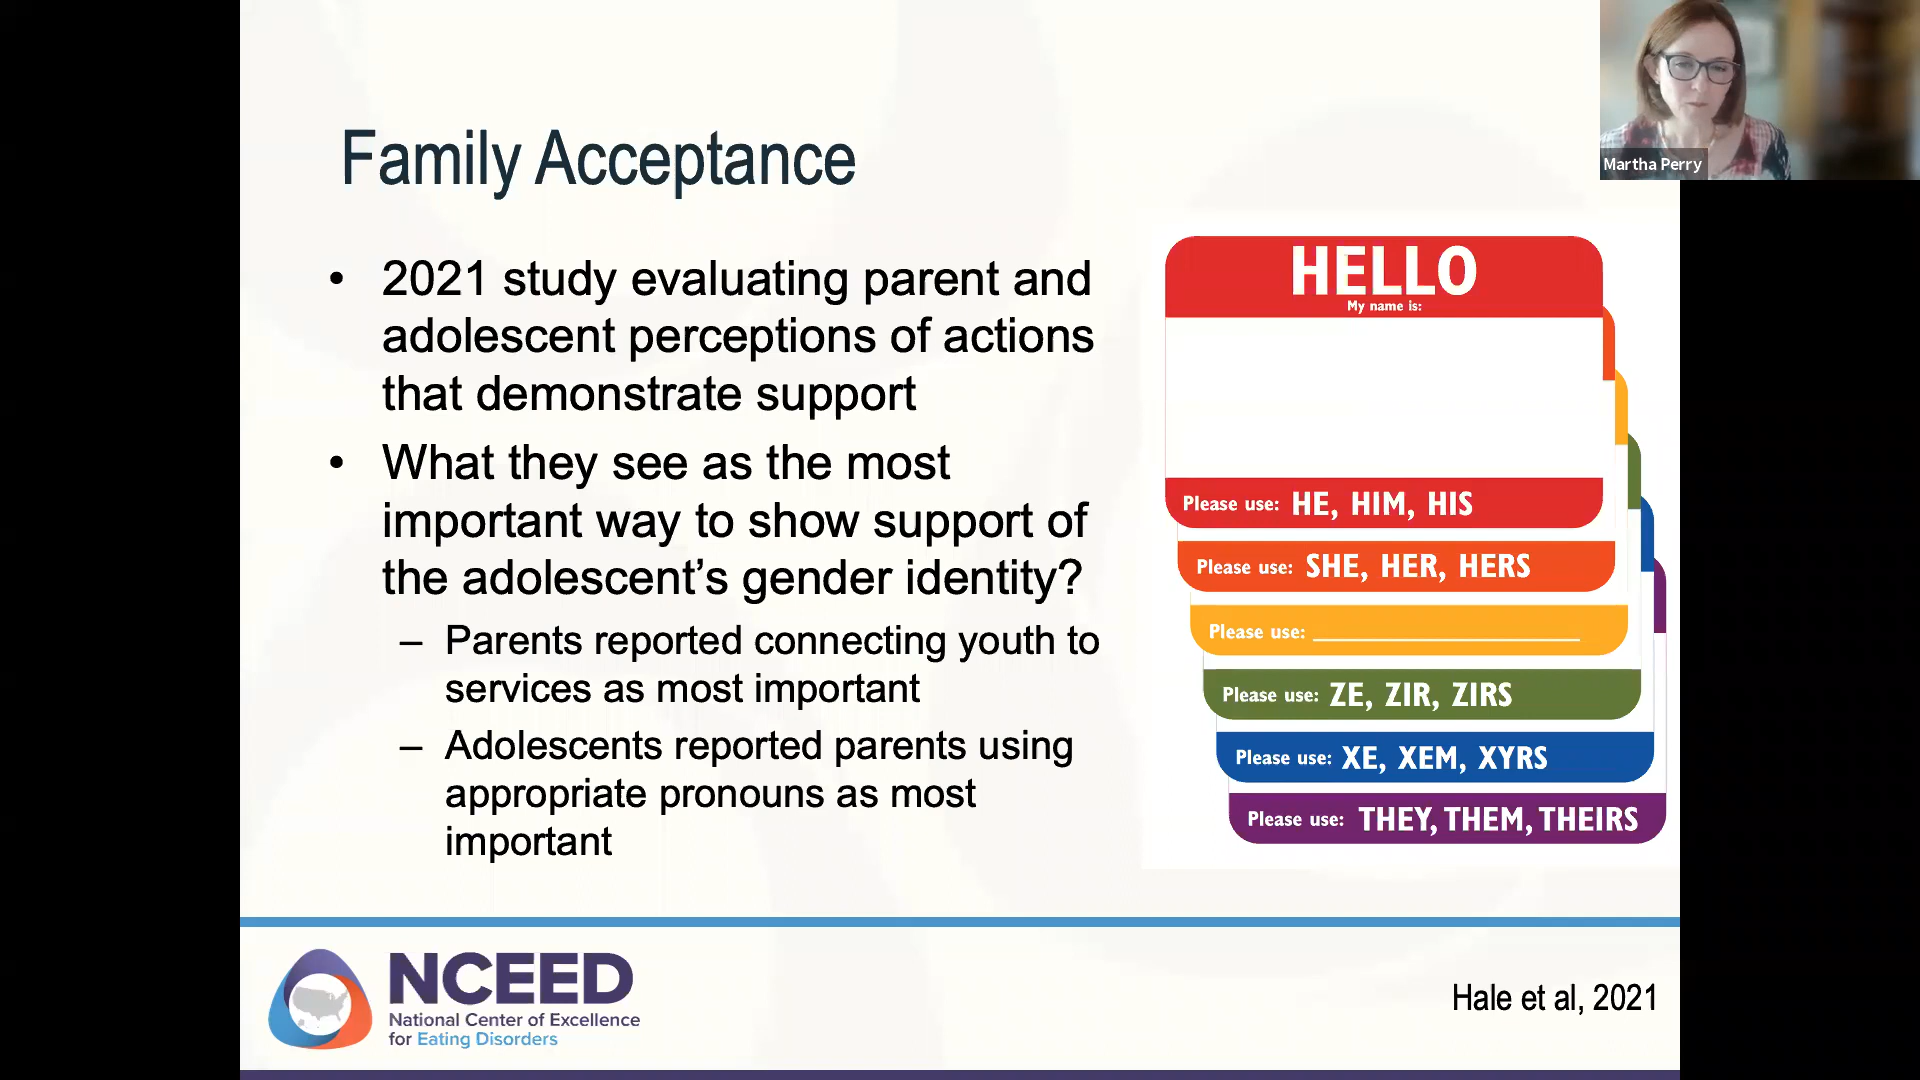 Martha Perry
Family Acceptance
• 2021 study evaluating parent and
adolescent perceptions of actions
that demonstrate support
• What they see as the most
important way to show support of
the adolescent’s gender identity?
– Parents reported connecting youth to
services as most important
– Adolescents reported parents using
appropriate pronouns as most
important
HELLO
My name is:
Please use: HE, HIM, HIS
Please use: SHE, HER, HERS
Please use: ____________________
Please use: ZE, ZIR, ZIRS
Please use: XE, XEM, XYRS
Please use: THEY, THEM, THEIRS
NCEED
National Center of Excellence
for Eating Disorders
Hale et al, 2021